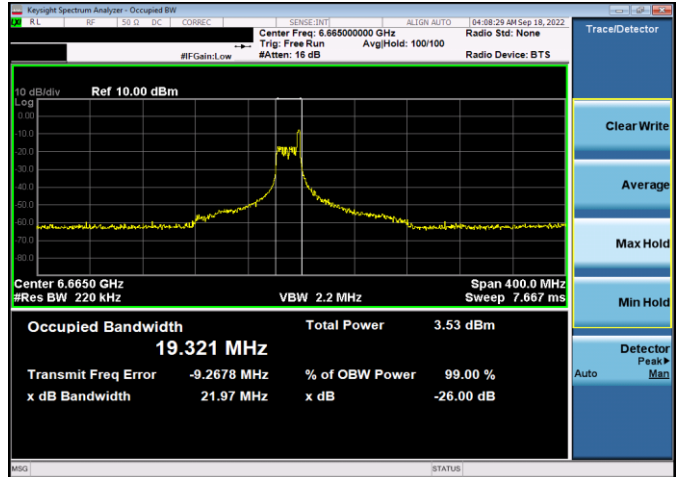 Keysight Spectrum Analyzer - Occupied BW
RL RF 50 Ω DC CORREC SENSE:INT ALIGN AUTO 04:08:29 AM Sep 18, 2022
Center Freq: 6.665000000 GHz Radio Std: None
Trig: Free Run Avg|Hold: 100/100
#IFGain:Low #Atten: 16 dB Radio Device: BTS
Trace/Detector
10 dB/div Ref 10.00 dBm
Log
0.00
-10.0
-20.0
-30.0
-40.0
-50.0
-60.0
-70.0
-80.0
Center 6.6650 GHz Span 400.0 MHz
#Res BW 220 kHz VBW 2.2 MHz Sweep 7.667 ms
Occupied Bandwidth Total Power 3.53 dBm
19.321 MHz
Transmit Freq Error -9.2678 MHz % of OBW Power 99.00 %
x dB Bandwidth 21.97 MHz x dB -26.00 dB
Clear Write
Average
Max Hold
Min Hold
Detector
Peak▶
Auto Man
MSG STATUS